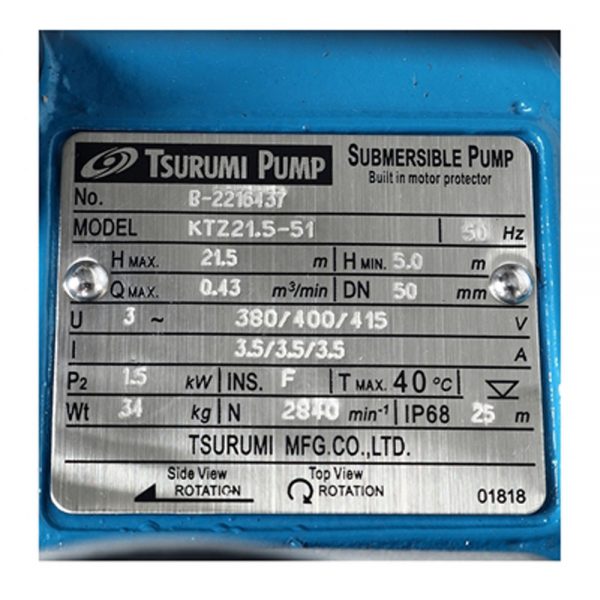 TSURUMI PUMP SUBMERSIBLE PUMP
Built in motor protector
No. B-2216437
MODEL KTZ21.5-51 50 Hz
H MAX. 21.5 m H MIN. 5.0 m
Q MAX. 0.43 m³/min DN 50 mm
U 3 ~ 380/400/415 V
I 3.5/3.5/3.5 A
P2 1.5 kW INS. F T MAX. 40 °C
Wt 34 kg N 2840 min⁻¹ IP68 25 m
TSURUMI MFG.CO.,LTD.
Side View Top View
ROTATION ROTATION
01818